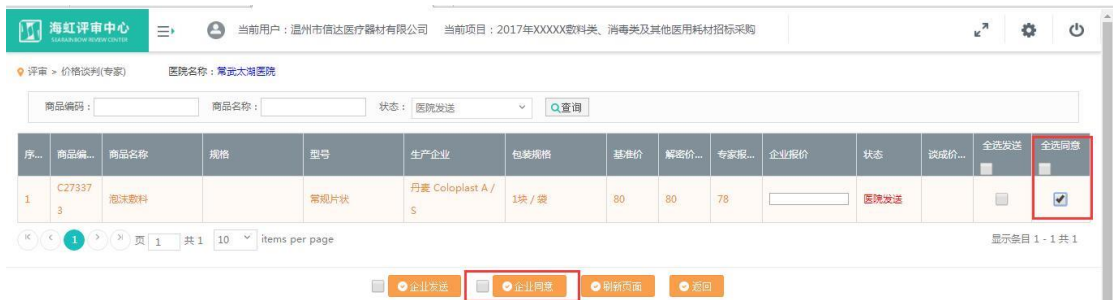 海虹评审中心
SEARAINBOW REVIEW CENTER
当前用户：温州市信达医疗器材有限公司 当前项目：2017年XXXXX敷料类、消毒类及其他医用耗材招标采购
评审 > 价格谈判(专家) 医院名称：常武太湖医院
商品编码： 商品名称： 状态： 医院发送 查询
序... 商品编... 商品名称 规格 型号 生产企业 包装规格 基准价 解密价... 专家报... 企业报价 状态 谈成价... 全选发送 全选同意
1 C273373 泡沫敷料 常规片状 丹麦 Coloplast A / S 1块 / 袋 80 80 78 医院发送
1 页 1 共 1 10 items per page 显示条目 1 - 1 共 1
企业发送 企业同意 刷新页面 返回